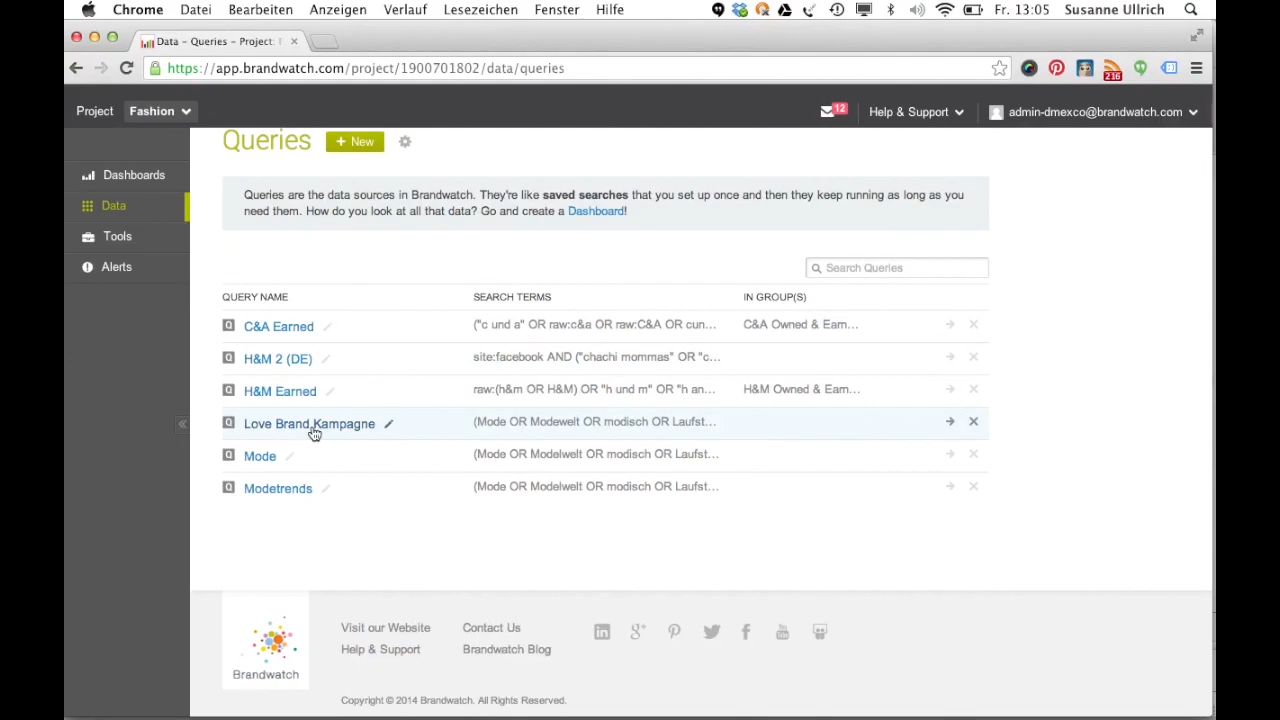 Chrome Datei Bearbeiten Anzeigen Verlauf Lesezeichen Fenster Hilfe Fr. 13:05 Susanne Ullrich
Data – Queries – Project: F
https://app.brandwatch.com/project/1900701802/data/queries
216
Project Fashion 12 Help & Support admin-dmexco@brandwatch.com
Queries + New
Dashboards
Data
Tools
Alerts
Queries are the data sources in Brandwatch. They're like saved searches that you set up once and then they keep running as long as you
need them. How do you look at all that data? Go and create a Dashboard!
Search Queries
QUERY NAME SEARCH TERMS IN GROUP(S)
Q C&A Earned ("c und a" OR raw:c&a OR raw:C&A OR cun... C&A Owned & Earn...
Q H&M 2 (DE) site:facebook AND ("chachi mommas" OR "c...
Q H&M Earned raw:(h&m OR H&M) OR "h und m" OR "h an... H&M Owned & Earn...
Q Love Brand Kampagne (Mode OR Modewelt OR modisch OR Laufst...
Q Mode (Mode OR Modelwelt OR modisch OR Laufst...
Q Modetrends (Mode OR Modelwelt OR modisch OR Laufst...
Brandwatch
Visit our Website Contact Us
Help & Support Brandwatch Blog
Copyright © 2014 Brandwatch. All Rights Reserved.